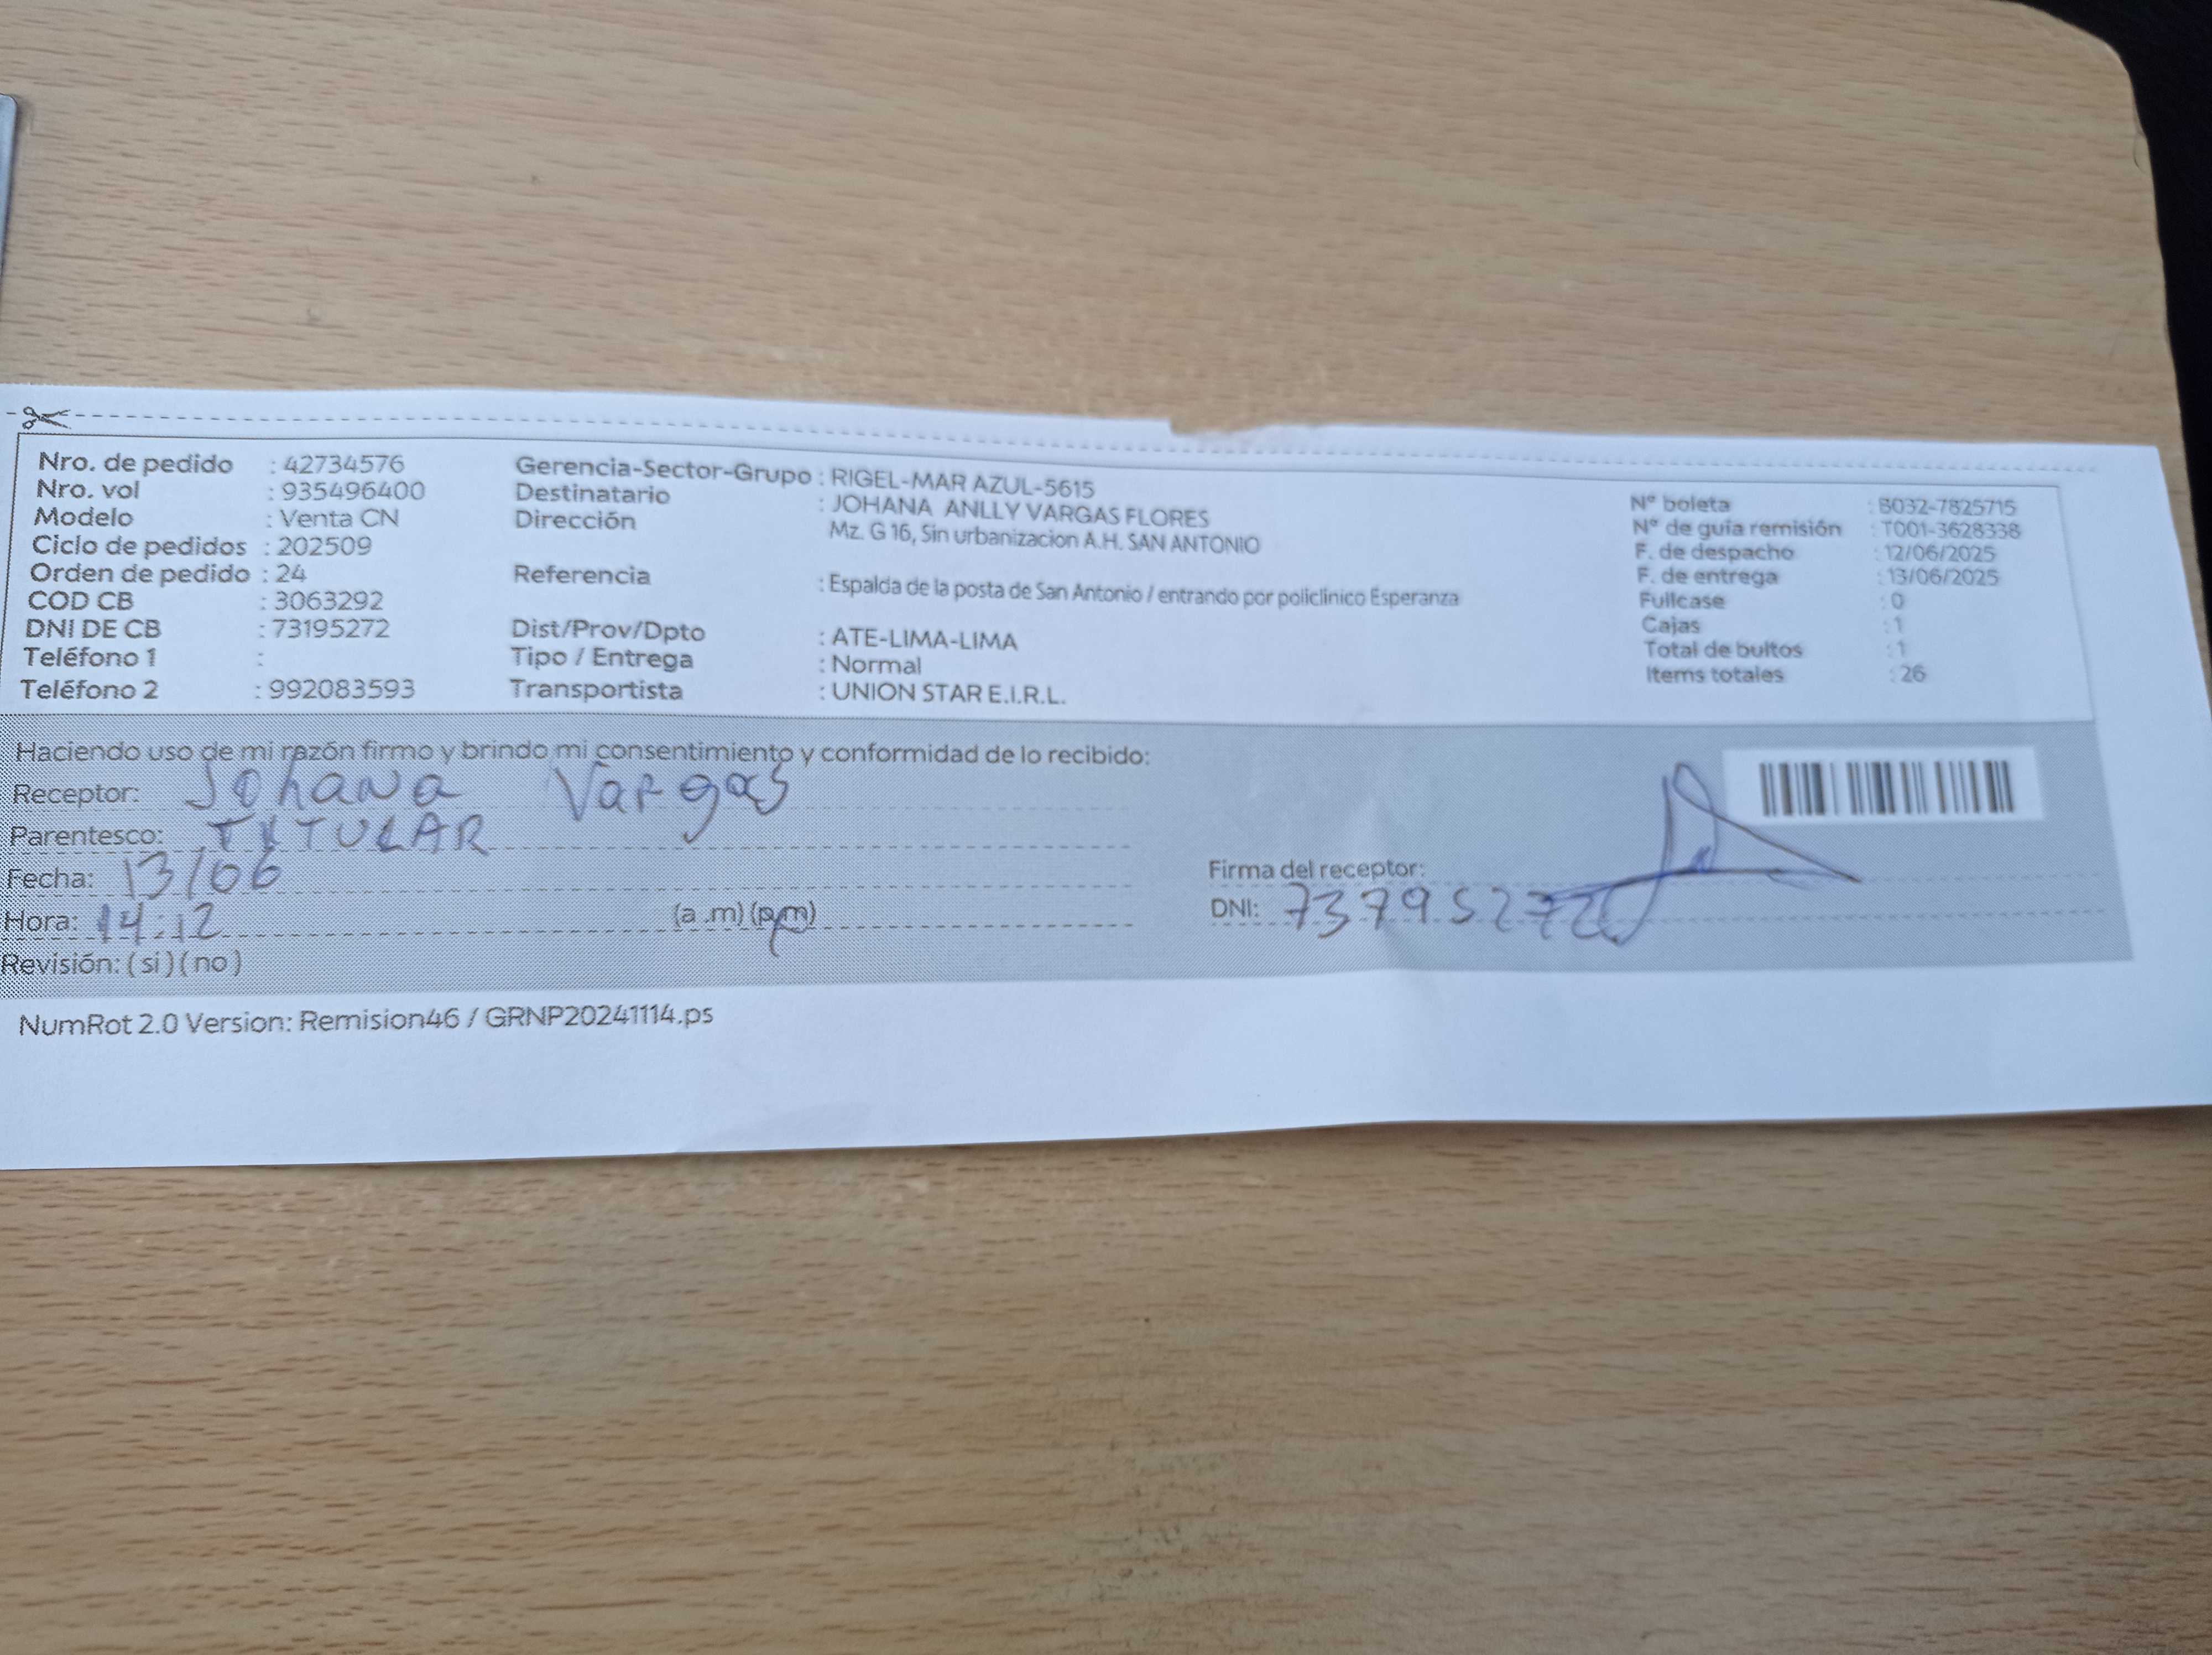 Nro. de pedido : 42734576
Nro. vol : 935496400
Modelo : Venta CN
Ciclo de pedidos : 202509
Orden de pedido : 24
COD CB : 3063292
DNI DE CB : 73195272
Teléfono 1 :
Teléfono 2 : 992083593
Gerencia-Sector-Grupo : RIGEL-MAR AZUL-5615
Destinatario : JOHANA ANLLY VARGAS FLORES
Dirección Mz. G 16, Sin urbanizacion A.H. SAN ANTONIO
Referencia : Espalda de la posta de San Antonio / entrando por policlinico Esperanza
Dist/Prov/Dpto : ATE-LIMA-LIMA
Tipo / Entrega : Normal
Transportista : UNION STAR E.I.R.L.
N° boleta : B032-7825715
N° de guía remisión : T001-3628338
F. de despacho : 12/06/2025
F. de entrega : 13/06/2025
Fullcase : 0
Cajas : 1
Total de bultos : 1
Items totales : 26
Haciendo uso de mi razón firmo y brindo mi consentimiento y conformidad de lo recibido:
Receptor: Johana Vargas
Parentesco: TITULAR
Fecha: 13/06
Hora: 14:12 (a .m) (p.m)
Revisión: ( si ) ( no )
Firma del receptor:
DNI: 73795272
NumRot 2.0 Version: Remision46 / GRNP20241114.ps